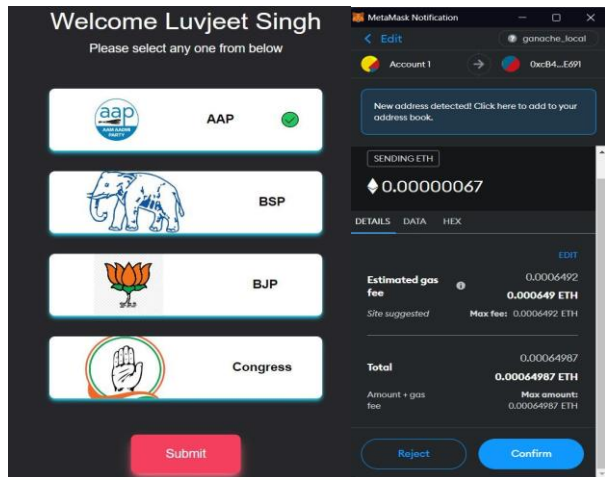 Welcome Luvjeet Singh
Please select any one from below
aap
AAM AADMI
PARTY
AAP
BSP
BJP
Congress
Submit
MetaMask Notification
< Edit
ganache_local
Account 1
0xcB4...E691
New address detected! Click here to add to your
address book.
SENDING ETH
0.00000067
DETAILS DATA HEX
EDIT
Estimated gas
fee
0.0006492
0.000649 ETH
Site suggested
Max fee: 0.0006492 ETH
Total
0.00064987
0.00064987 ETH
Amount + gas
fee
Max amount:
0.00064987 ETH
Reject
Confirm